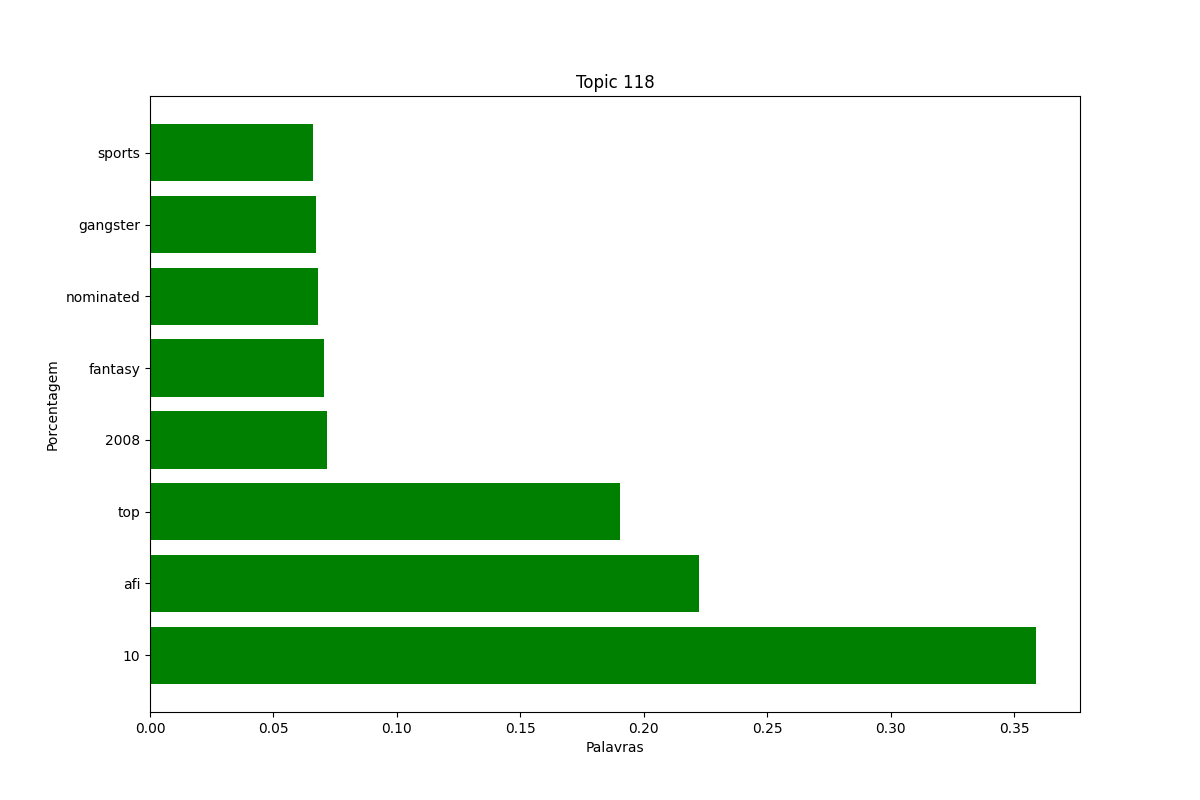 Topic 118
sports
gangster
nominated
fantasy
2008
top
afi
10
Porcentagem
0.00 0.05 0.10 0.15 0.20 0.25 0.30 0.35
Palavras